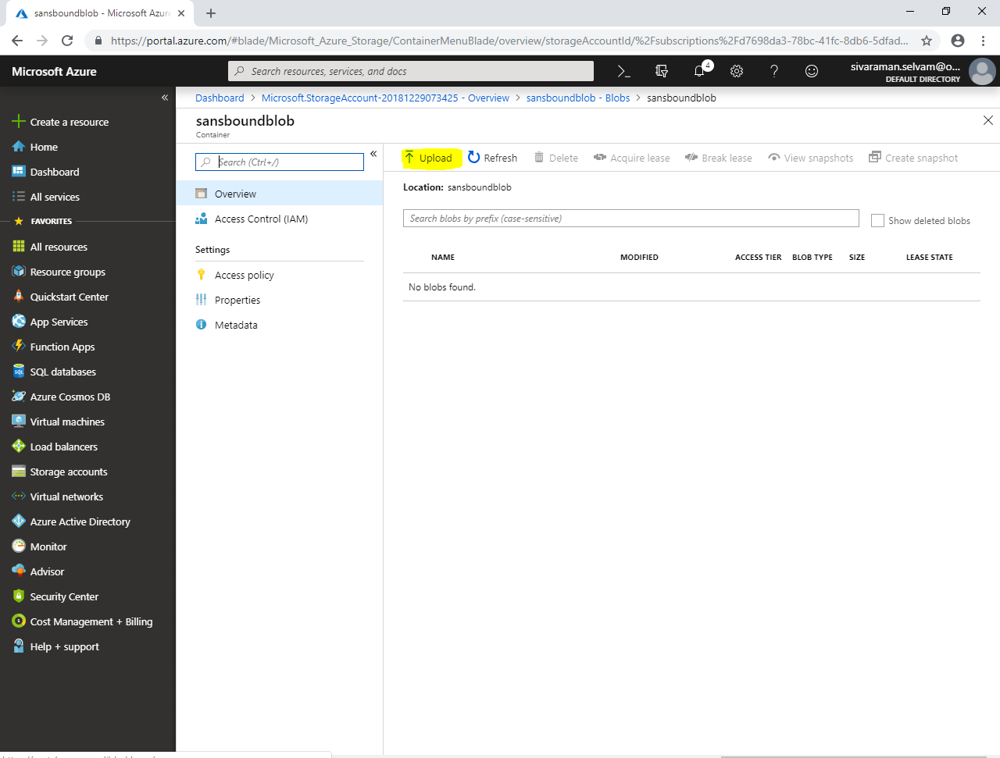 sansboundblob - Microsoft Azure
https://portal.azure.com/#blade/Microsoft_Azure_Storage/ContainerMenuBlade/overview/storageAccountId/%2Fsubscriptions%2Fd7698da3-78bc-41fc-8db6-5dfad...
Microsoft Azure
Search resources, services, and docs
4
sivaraman.selvam@o...
DEFAULT DIRECTORY
Create a resource
Home
Dashboard
All services
FAVORITES
All resources
Resource groups
Quickstart Center
App Services
Function Apps
SQL databases
Azure Cosmos DB
Virtual machines
Load balancers
Storage accounts
Virtual networks
Azure Active Directory
Monitor
Advisor
Security Center
Cost Management + Billing
Help + support
Dashboard > Microsoft.StorageAccount-20181229073425 - Overview > sansboundblob - Blobs > sansboundblob
sansboundblob
Container
Search (Ctrl+/)
Overview
Access Control (IAM)
Settings
Access policy
Properties
Metadata
Upload Refresh Delete Acquire lease Break lease View snapshots Create snapshot
Location: sansboundblob
Search blobs by prefix (case-sensitive)
Show deleted blobs
NAME MODIFIED ACCESS TIER BLOB TYPE SIZE LEASE STATE
No blobs found.